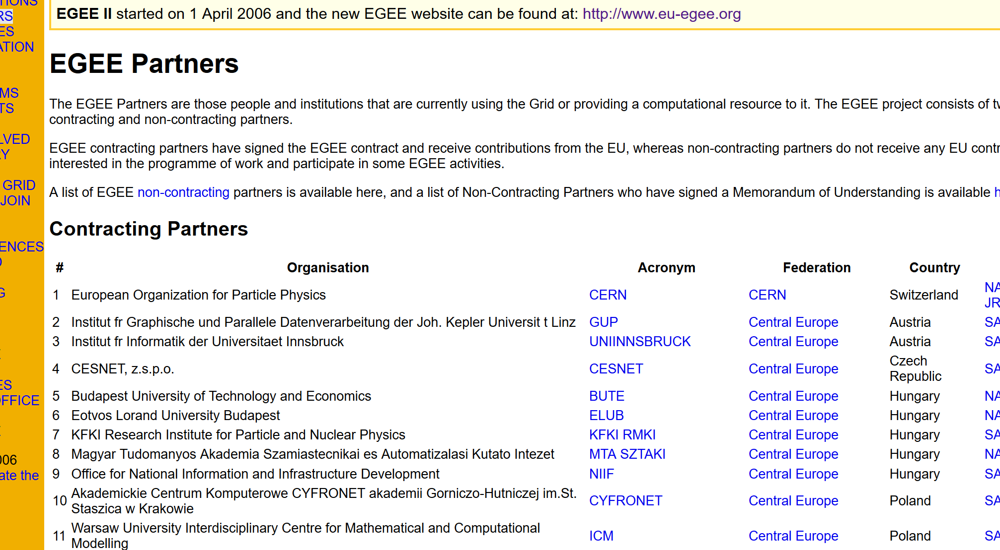 TIONS
RS
ES
ATION
MS
TS
LVED
RY
GRID
JOIN
ENCES
G
ES
OFFICE
006
ate the
EGEE II started on 1 April 2006 and the new EGEE website can be found at: http://www.eu-egee.org
EGEE Partners
The EGEE Partners are those people and institutions that are currently using the Grid or providing a computational resource to it. The EGEE project consists of tw
contracting and non-contracting partners.
EGEE contracting partners have signed the EGEE contract and receive contributions from the EU, whereas non-contracting partners do not receive any EU contr
interested in the programme of work and participate in some EGEE activities.
A list of EGEE non-contracting partners is available here, and a list of Non-Contracting Partners who have signed a Memorandum of Understanding is available h
Contracting Partners
# Organisation Acronym Federation Country
1 European Organization for Particle Physics CERN CERN Switzerland NA
JR
2 Institut fr Graphische und Parallele Datenverarbeitung der Joh. Kepler Universit t Linz GUP Central Europe Austria SA
3 Institut fr Informatik der Universitaet Innsbruck UNIINNSBRUCK Central Europe Austria SA
4 CESNET, z.s.p.o. CESNET Central Europe Czech
Republic SA
5 Budapest University of Technology and Economics BUTE Central Europe Hungary NA
6 Eotvos Lorand University Budapest ELUB Central Europe Hungary NA
7 KFKI Research Institute for Particle and Nuclear Physics KFKI RMKI Central Europe Hungary SA
8 Magyar Tudomanyos Akademia Szamiastecnikai es Automatizalasi Kutato Intezet MTA SZTAKI Central Europe Hungary NA
9 Office for National Information and Infrastructure Development NIIF Central Europe Hungary SA
10 Akademickie Centrum Komputerowe CYFRONET akademii Gorniczo-Hutniczej im.St.
Staszica w Krakowie CYFRONET Central Europe Poland SA
11 Warsaw University Interdisciplinary Centre for Mathematical and Computational
Modelling ICM Central Europe Poland SA